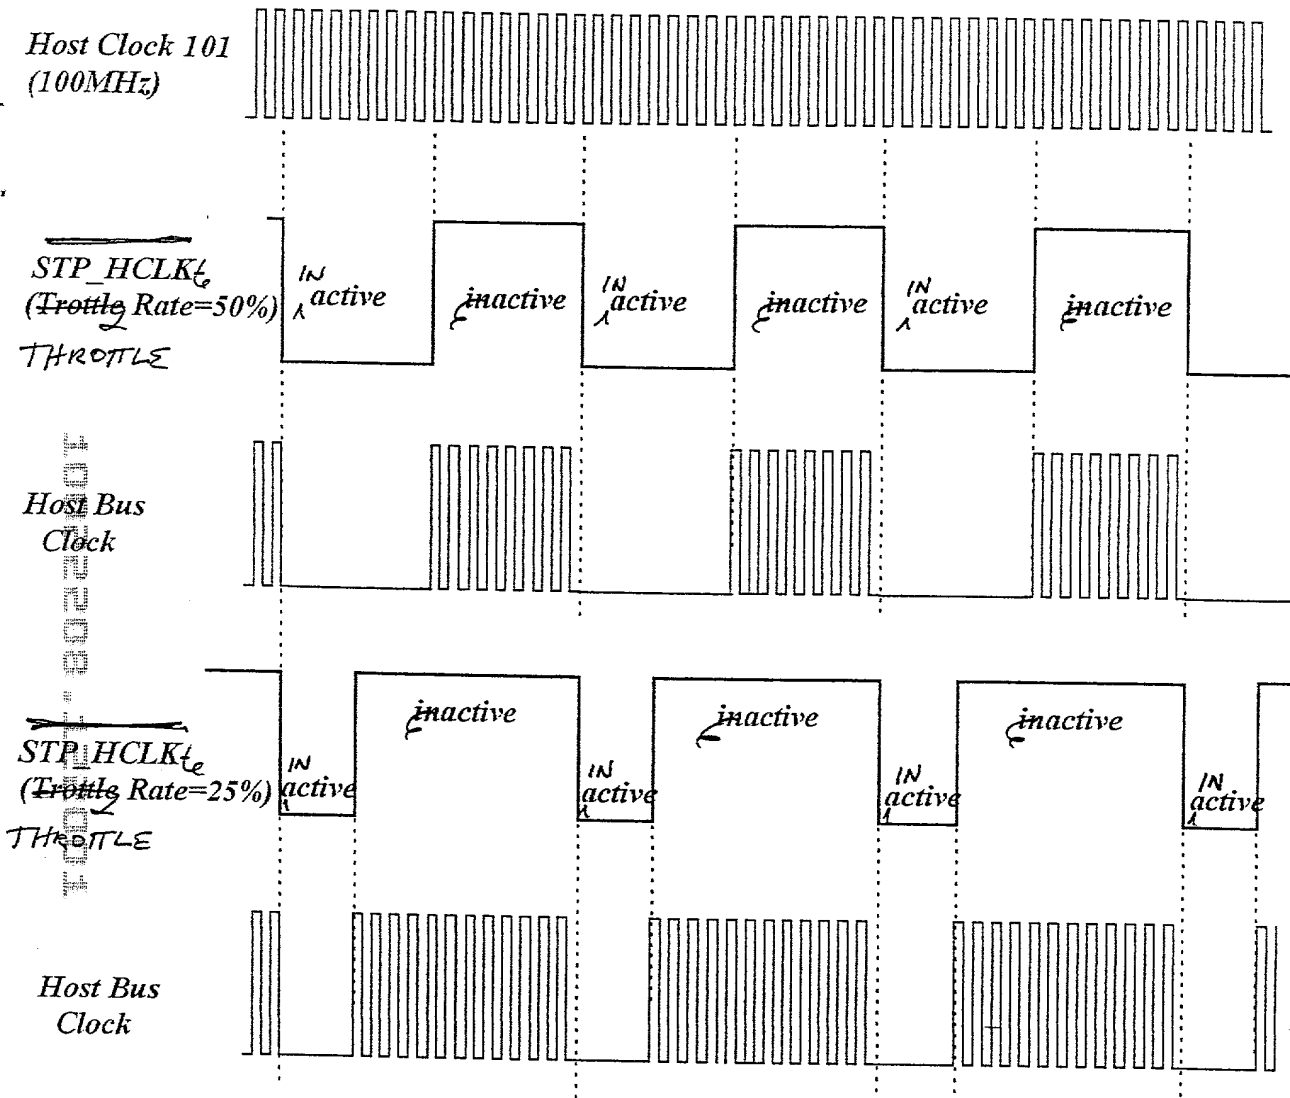 Host Clock 101
(100MHz)
STP_HCLK
(Trottle Rate=50%)
THROTTLE
IN
active
inactive
IN
active
inactive
IN
active
inactive
Host Bus
Clock
STP_HCLK
(Trottle Rate=25%)
THROTTLE
inactive
inactive
inactive
IN
active
IN
active
IN
active
IN
active
Host Bus
Clock